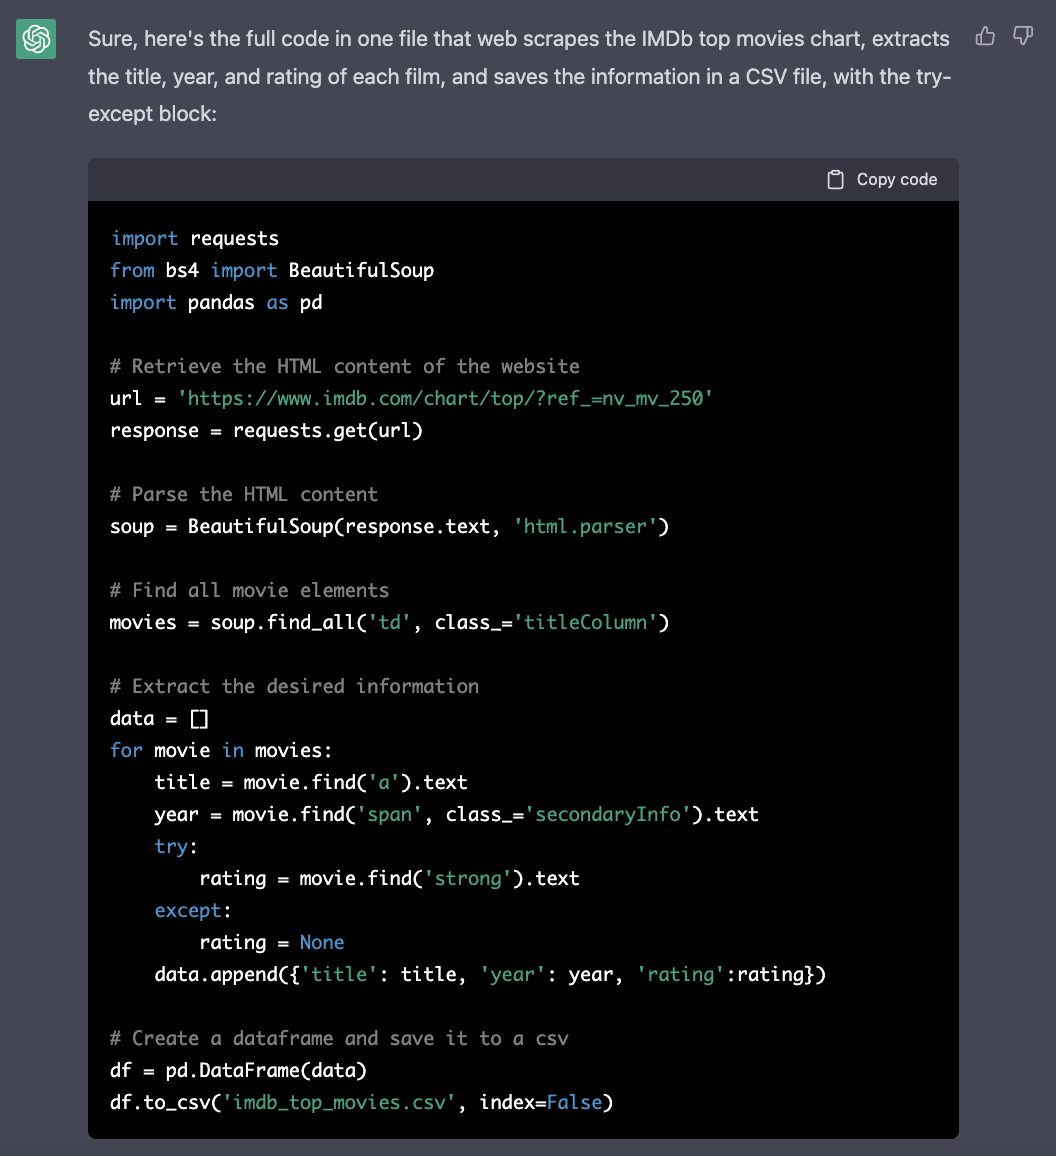 Sure, here's the full code in one file that web scrapes the IMDb top movies chart, extracts
the title, year, and rating of each film, and saves the information in a CSV file, with the try-
except block:
Copy code
import requests
from bs4 import BeautifulSoup
import pandas as pd
# Retrieve the HTML content of the website
url = 'https://www.imdb.com/chart/top/?ref_=nv_mv_250'
response = requests.get(url)
# Parse the HTML content
soup = BeautifulSoup(response.text, 'html.parser')
# Find all movie elements
movies = soup.find_all('td', class_='titleColumn')
# Extract the desired information
data = []
for movie in movies:
    title = movie.find('a').text
    year = movie.find('span', class_='secondaryInfo').text
    try:
        rating = movie.find('strong').text
    except:
        rating = None
    data.append({'title': title, 'year': year, 'rating':rating})
# Create a dataframe and save it to a csv
df = pd.DataFrame(data)
df.to_csv('imdb_top_movies.csv', index=False)